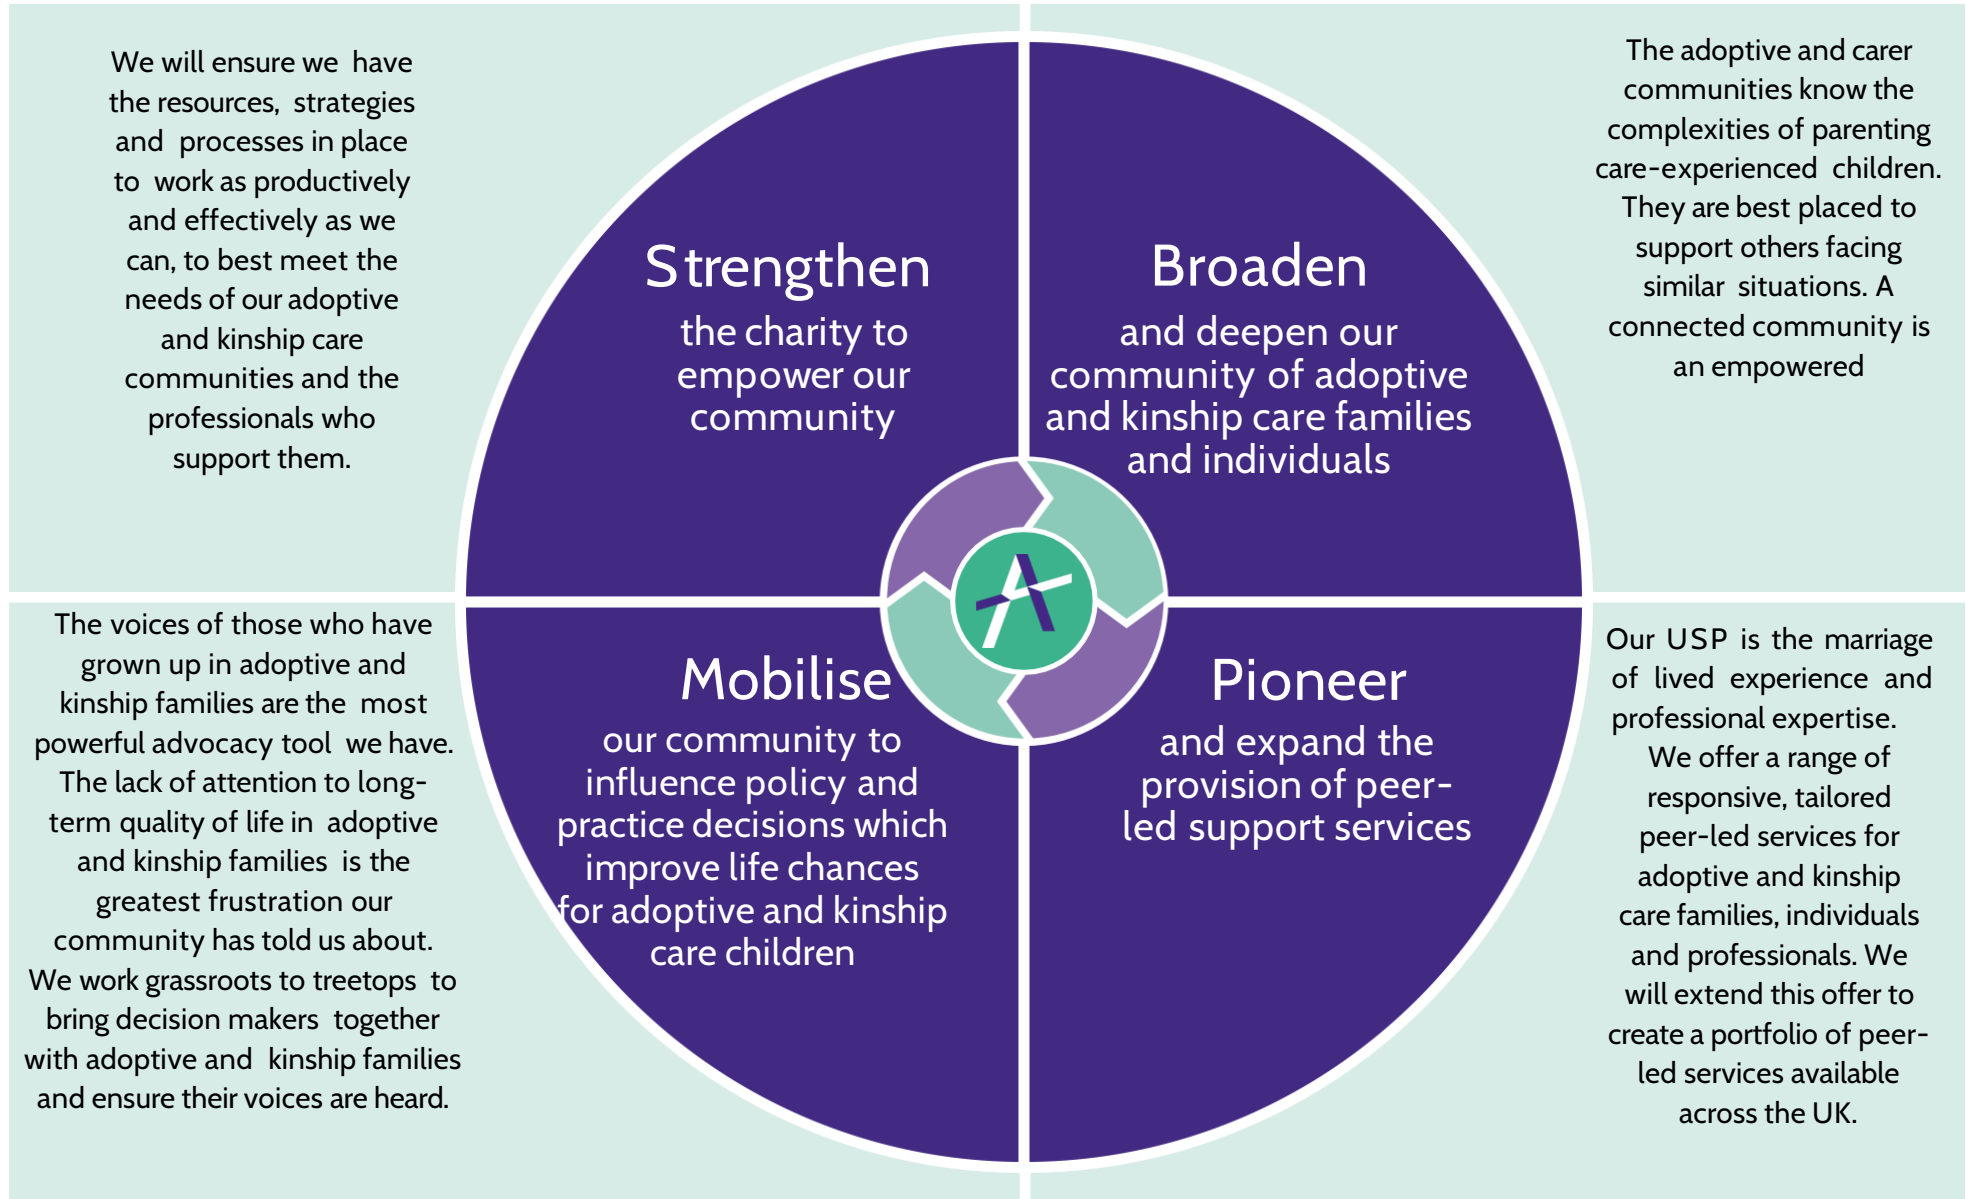 We will ensure we have
the resources, strategies
and processes in place
to work as productively
and effectively as we
can, to best meet the
needs of our adoptive
and kinship care
communities and the
professionals who
support them.
Strengthen
the charity to
empower our
community
Broaden
and deepen our
community of adoptive
and kinship care families
and individuals
The adoptive and carer
communities know the
complexities of parenting
care-experienced children.
They are best placed to
support others facing
similar situations. A
connected community is
an empowered
The voices of those who have
grown up in adoptive and
kinship families are the most
powerful advocacy tool we have.
The lack of attention to long-
term quality of life in adoptive
and kinship families is the
greatest frustration our
community has told us about.
We work grassroots to treetops to
bring decision makers together
with adoptive and kinship families
and ensure their voices are heard.
Mobilise
our community to
influence policy and
practice decisions which
improve life chances
for adoptive and kinship
care children
Pioneer
and expand the
provision of peer-
led support services
Our USP is the marriage
of lived experience and
professional expertise.
We offer a range of
responsive, tailored
peer-led services for
adoptive and kinship
care families, individuals
and professionals. We
will extend this offer to
create a portfolio of peer-
led services available
across the UK.